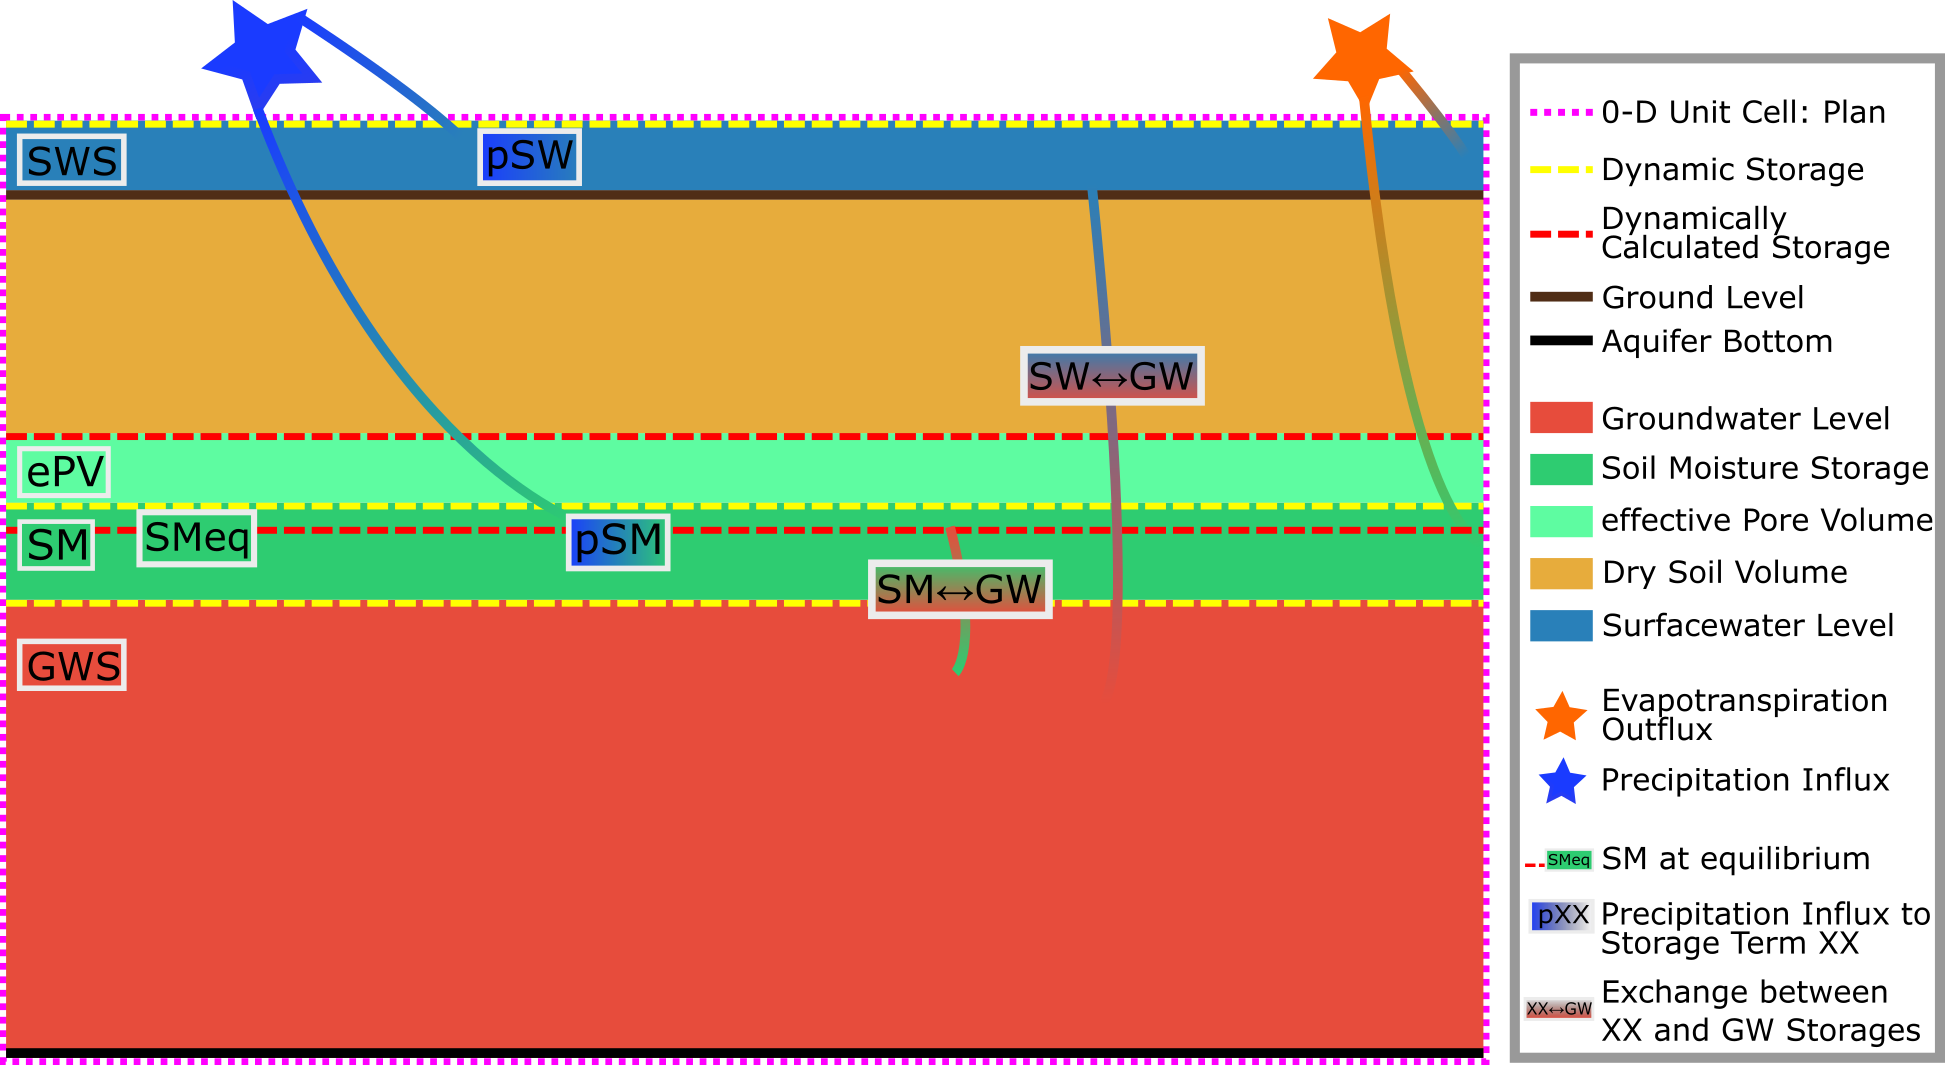 SWS
pSW
SW↔GW
ePV
SM
SMeq
pSM
SM↔GW
GWS
0-D Unit Cell: Plan
Dynamic Storage
Dynamically
Calculated Storage
Ground Level
Aquifer Bottom
Groundwater Level
Soil Moisture Storage
effective Pore Volume
Dry Soil Volume
Surfacewater Level
Evapotranspiration
Outflux
Precipitation Influx
SMeq SM at equilibrium
pXX Precipitation Influx to
Storage Term XX
Exchange between
XX↔GW XX and GW Storages